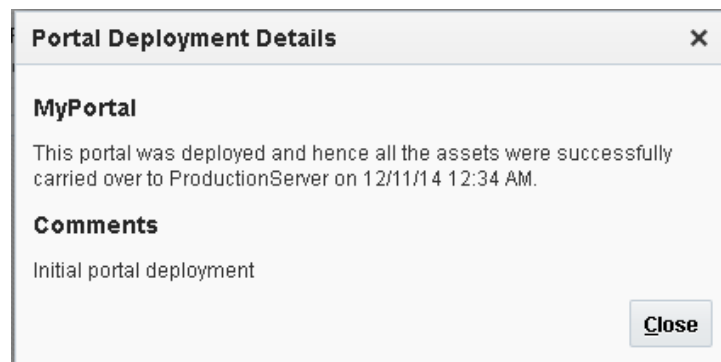 Portal Deployment Details
MyPortal
This portal was deployed and hence all the assets were successfully
carried over to ProductionServer on 12/11/14 12:34 AM.
Comments
Initial portal deployment
Close